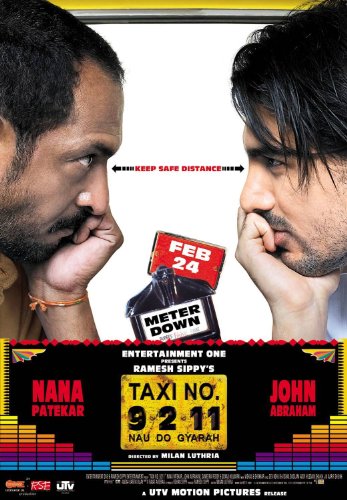 KEEP SAFE DISTANCE
FEB
24
METER
DOWN
ENTERTAINMENT ONE
PRESENTS
RAMESH SIPPY'S
NANA
PATEKAR
TAXI NO.
9·2·11
NAU DO GYARAH
JOHN
ABRAHAM
DIRECTED BY MILAN LUTHRIA
RSE
UTV
A UTV MOTION PICTURES RELEASE